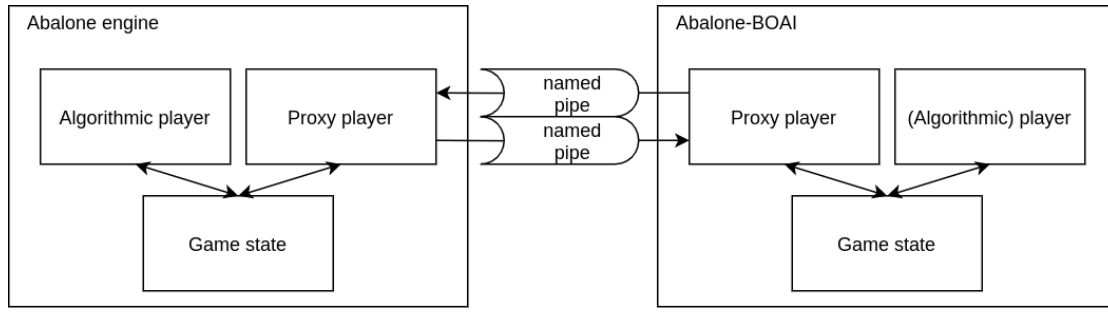 Abalone engine
Abalone-BOAI
Algorithmic player
Proxy player
named
pipe
named
pipe
Proxy player
(Algorithmic) player
Game state
Game state